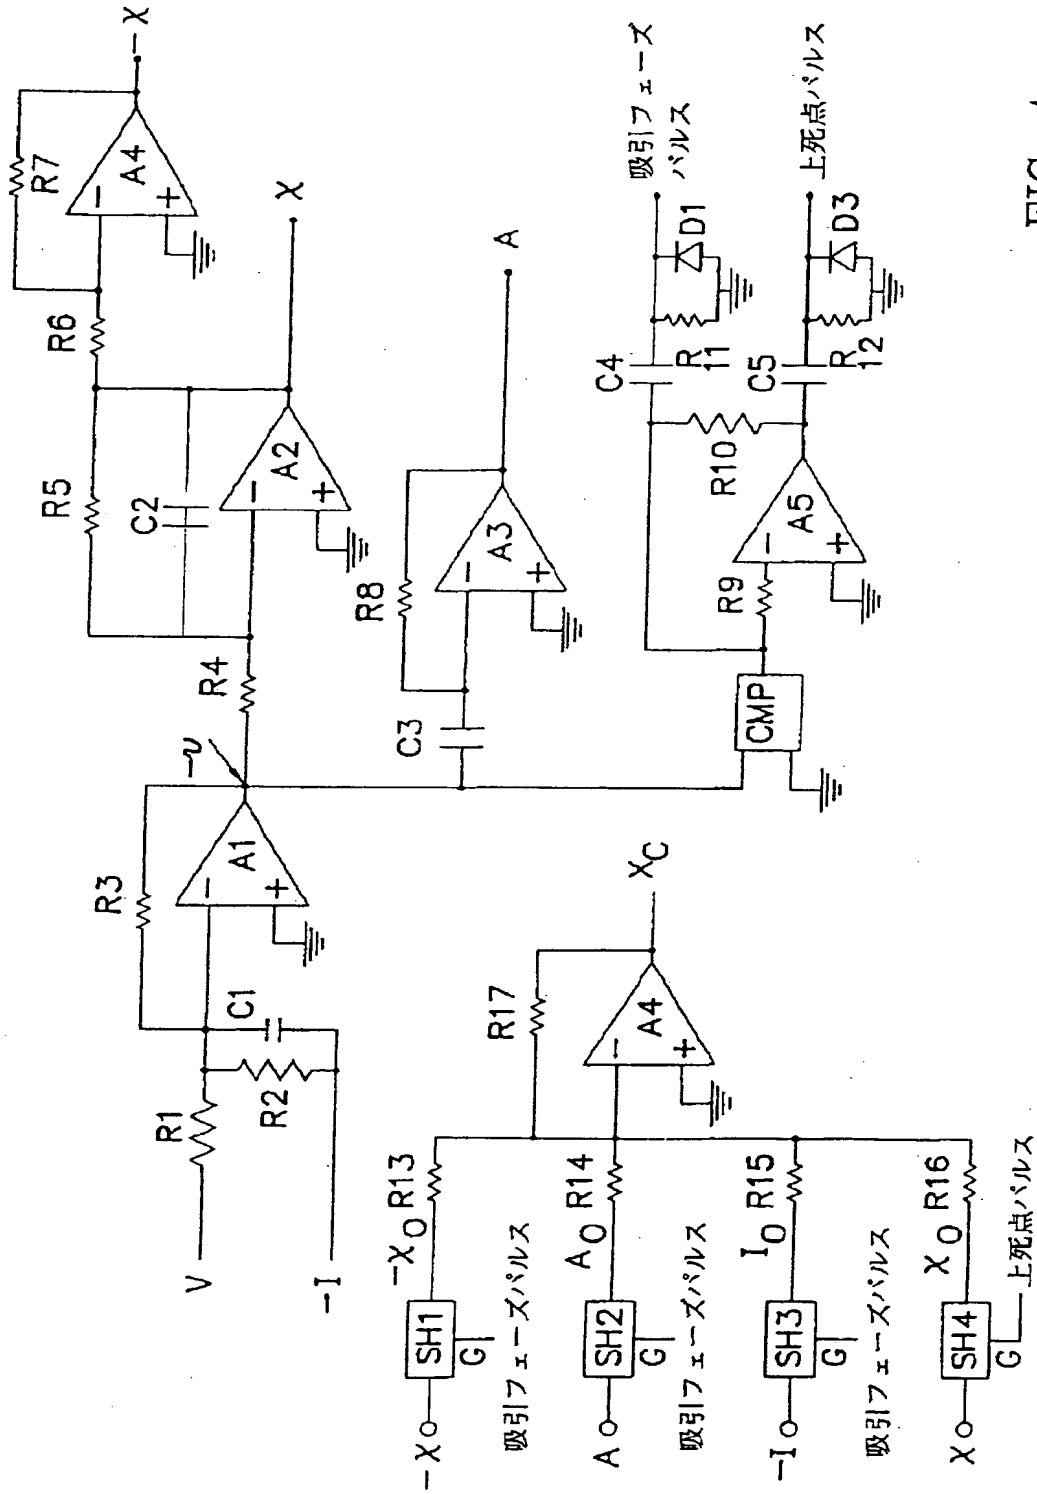 R7
-χ
A4
−
+
R6
R5
χ
C2
A2
−
+
R4
R8
A
A3
−
+
C3
-υ
R3
A1
−
+
C1
R1
R2
V
-I
吸引フェーズ
パルス
D1
C4
R
11
R10
上死点パルス
D3
C5
R
12
A5
−
+
R9
CMP
XC
R17
A4
−
+
-χ
SH1
G
-χO
R13
吸引フェーズパルス
A
SH2
G
AO
R14
吸引フェーズパルス
-I
SH3
G
IO
R15
吸引フェーズパルス
χ
SH4
G
χO
R16
上死点パルス